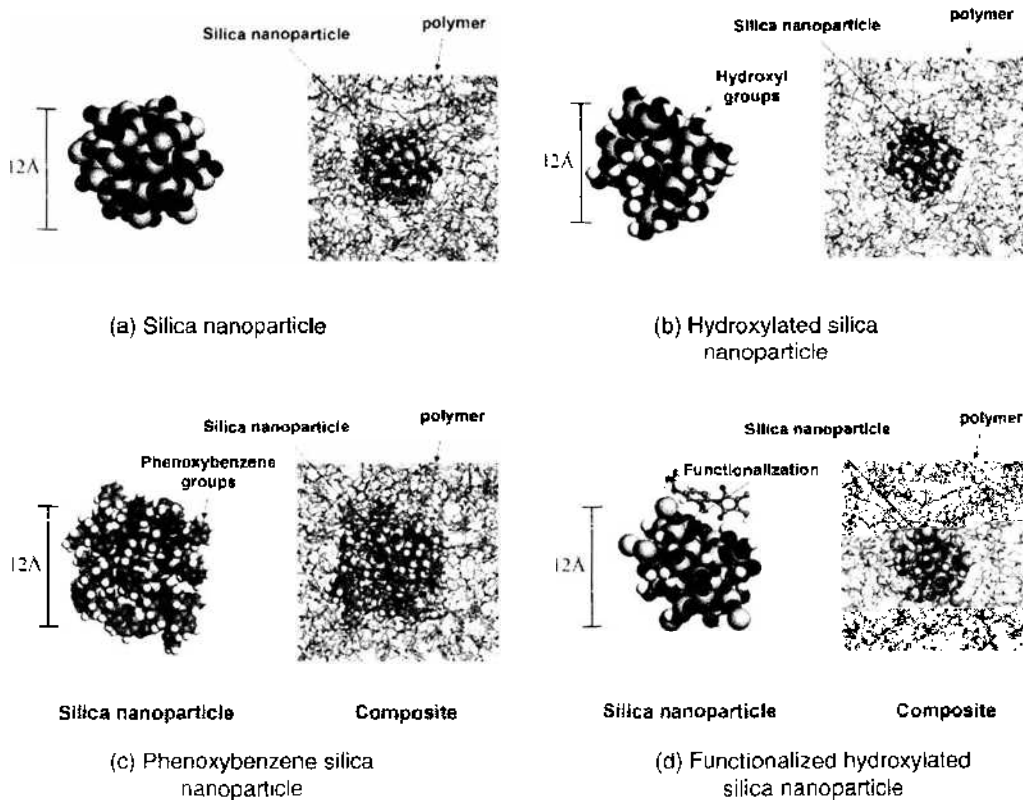 Silica nanoparticle
polymer
Hydroxyl
groups
12Å
(a) Silica nanoparticle
Silica nanoparticle
polymer
12Å
(b) Hydroxylated silica
nanoparticle
Silica nanoparticle
polymer
Phenoxybenzene
groups
12Å
Silica nanoparticle
Composite
(c) Phenoxybenzene silica
nanoparticle
Silica nanoparticle
polymer
Functionalization
12Å
Silica nanoparticle
Composite
(d) Functionalized hydroxylated
silica nanoparticle